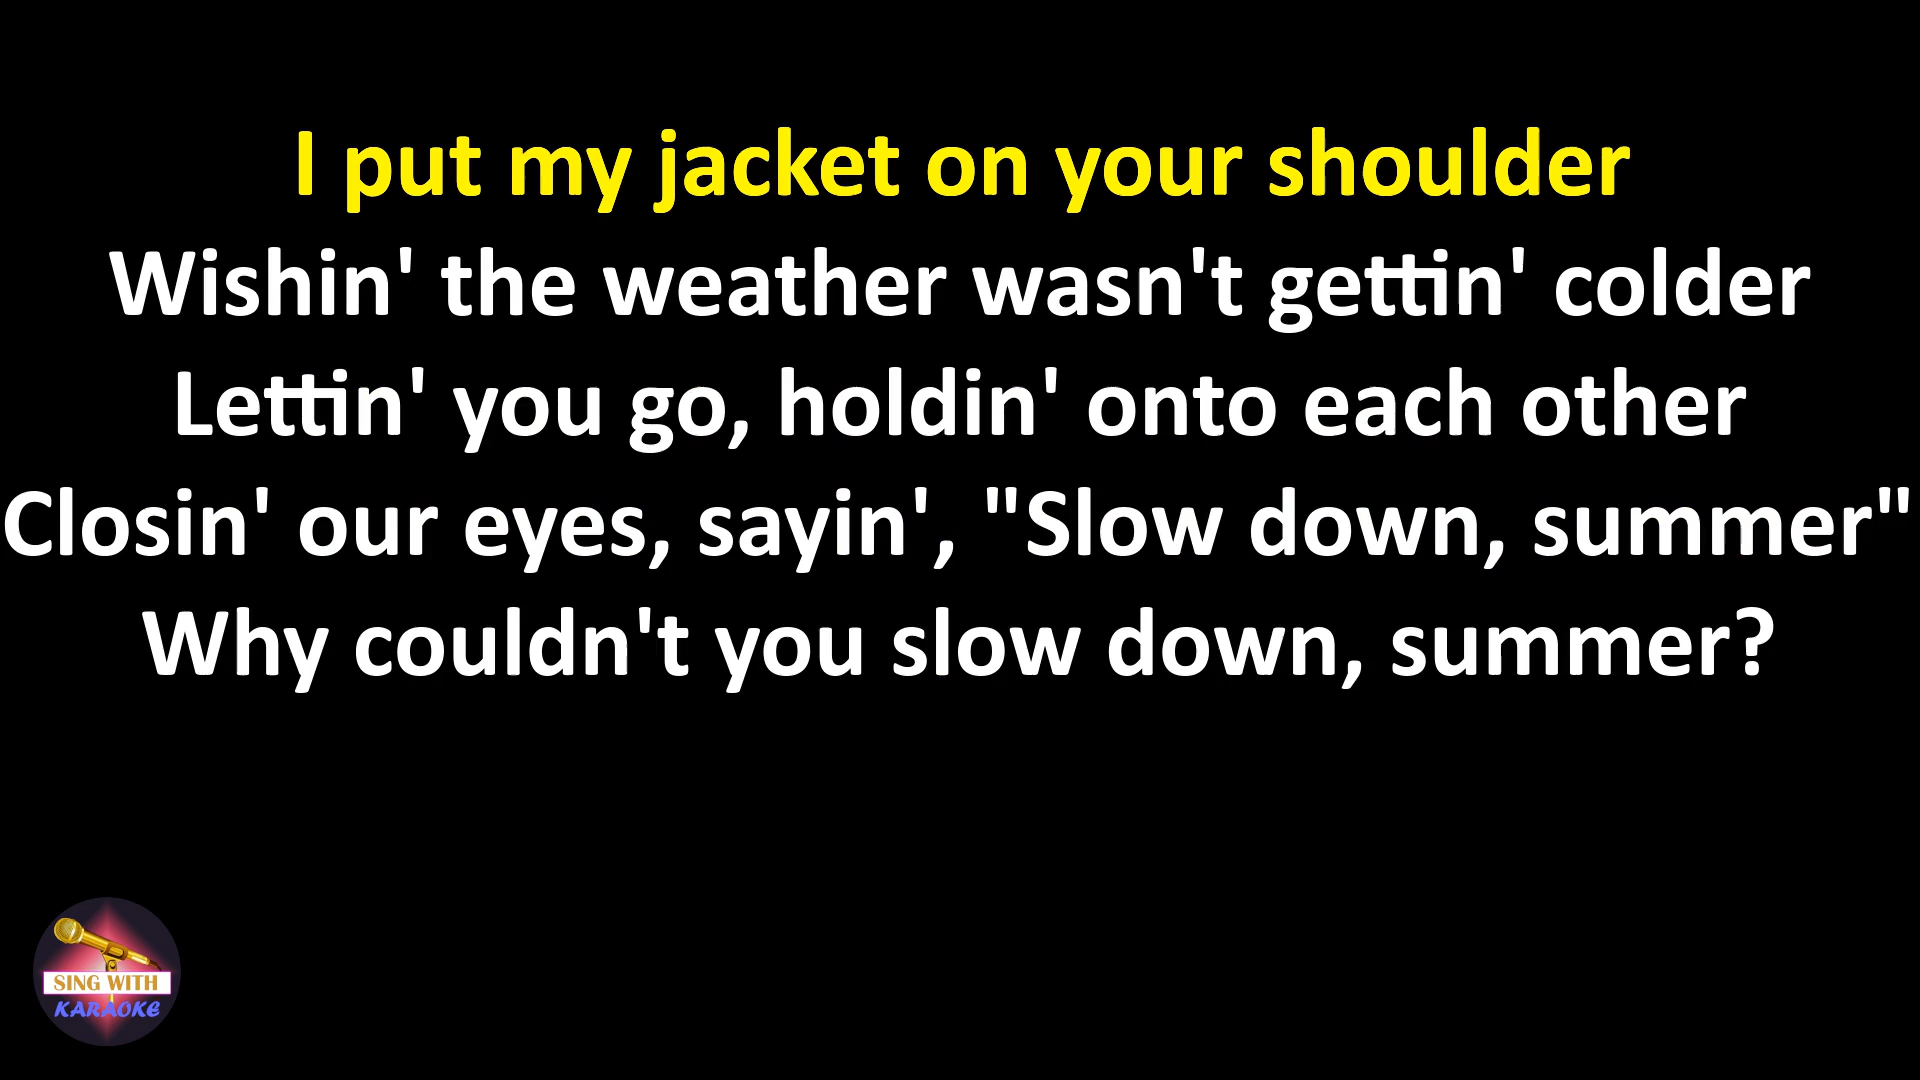 I put my jacket on your shoulder
Wishin' the weather wasn't gettin' colder
Lettin' you go, holdin' onto each other
Closin' our eyes, sayin', "Slow down, summer"
Why couldn't you slow down, summer?
SING WITH
KARAOKE